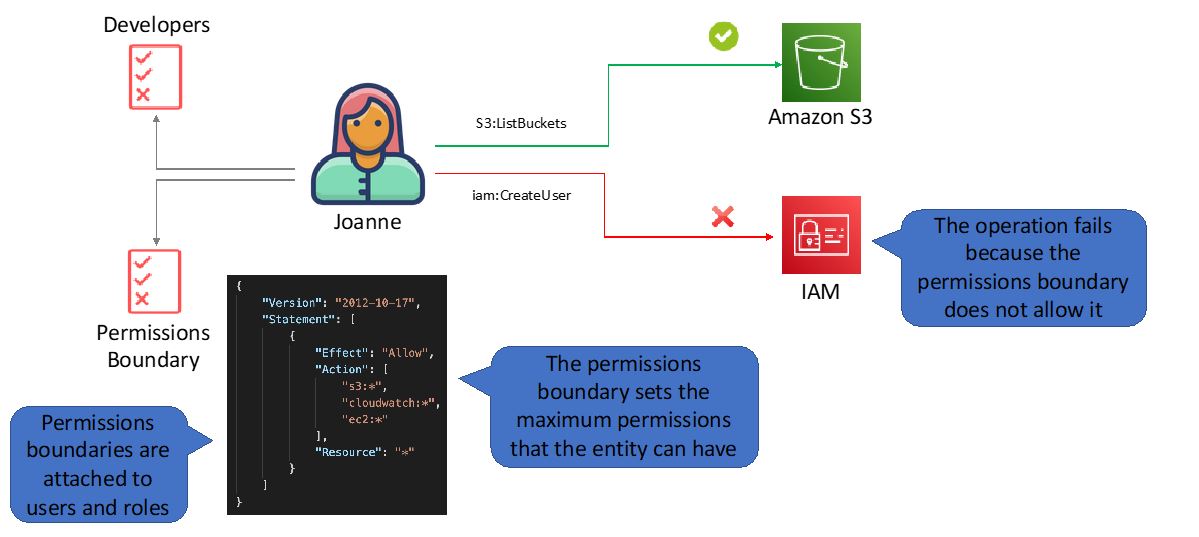 Developers
S3:ListBuckets
Amazon S3
Joanne
iam:CreateUser
IAM
The operation fails
because the
permissions boundary
does not allow it
Permissions
Boundary
{
"Version": "2012-10-17",
"Statement": [
{
"Effect": "Allow",
"Action": [
"s3:*",
"cloudwatch:*",
"ec2:*"
],
"Resource": "*"
}
]
}
The permissions
boundary sets the
maximum permissions
that the entity can have
Permissions
boundaries are
attached to
users and roles